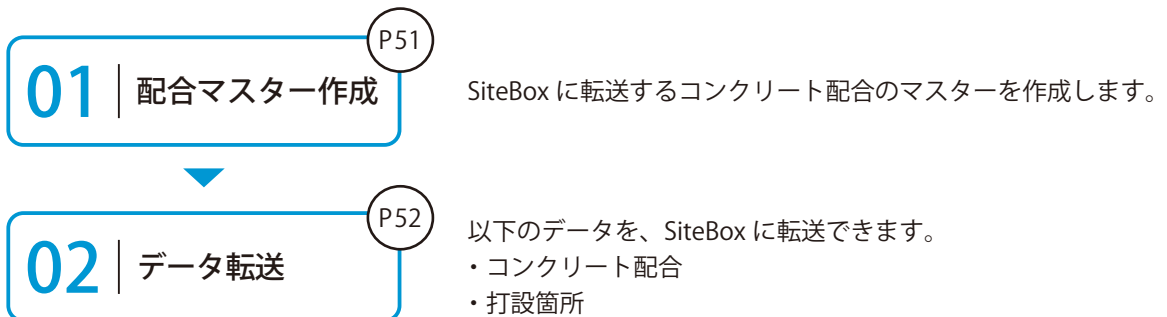 P51
01 配合マスター作成
SiteBox に転送するコンクリート配合のマスターを作成します。
P52
02 データ転送
以下のデータを、SiteBox に転送できます。
・コンクリート配合
・打設箇所